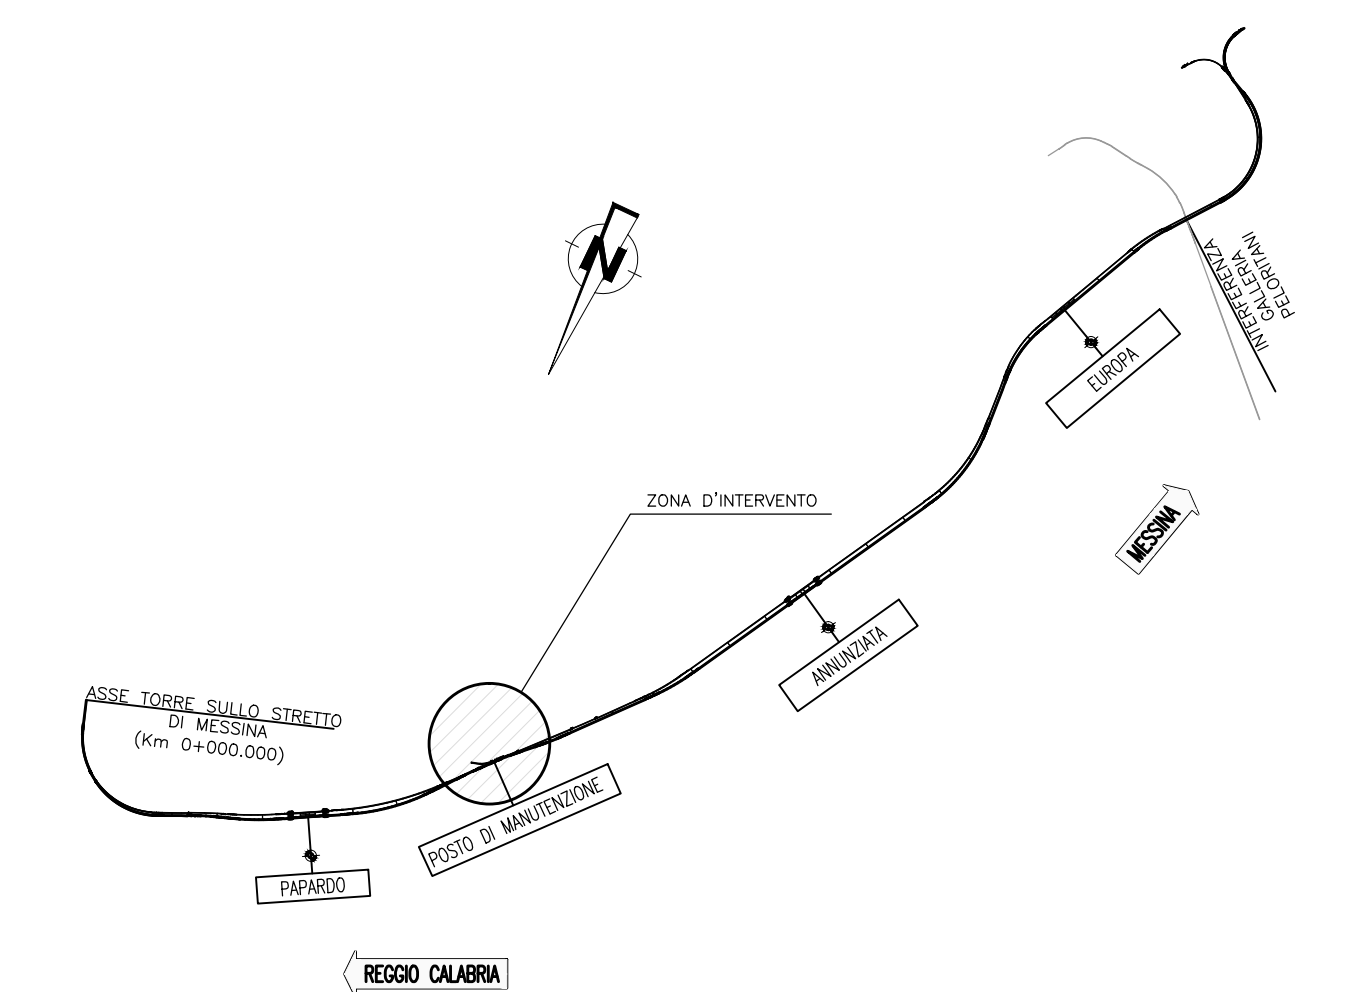 N
INTERFERENZA
GALLERIA
PELORITANI
EUROPA
ZONA D'INTERVENTO
MESSINA
ANNUNZIATA
ASSE TORRE SULLO STRETTO
DI MESSINA
(Km 0+000.000)
POSTO DI MANUTENZIONE
PAPARDO
REGGIO CALABRIA